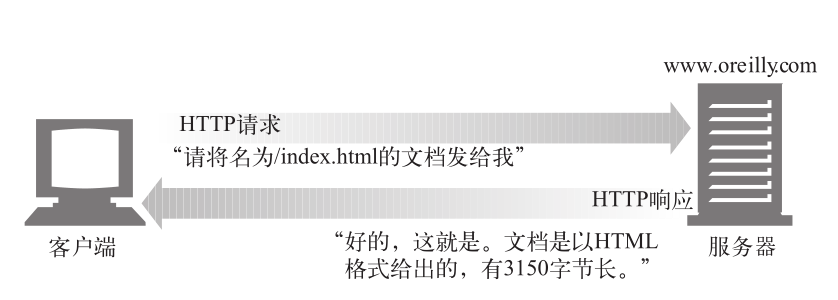 www.oreilly.com
HTTP请求
“请将名为/index.html的文档发给我”
HTTP响应
“好的，这就是。文档是以HTML
格式给出的，有3150字节长。”
客户端
服务器